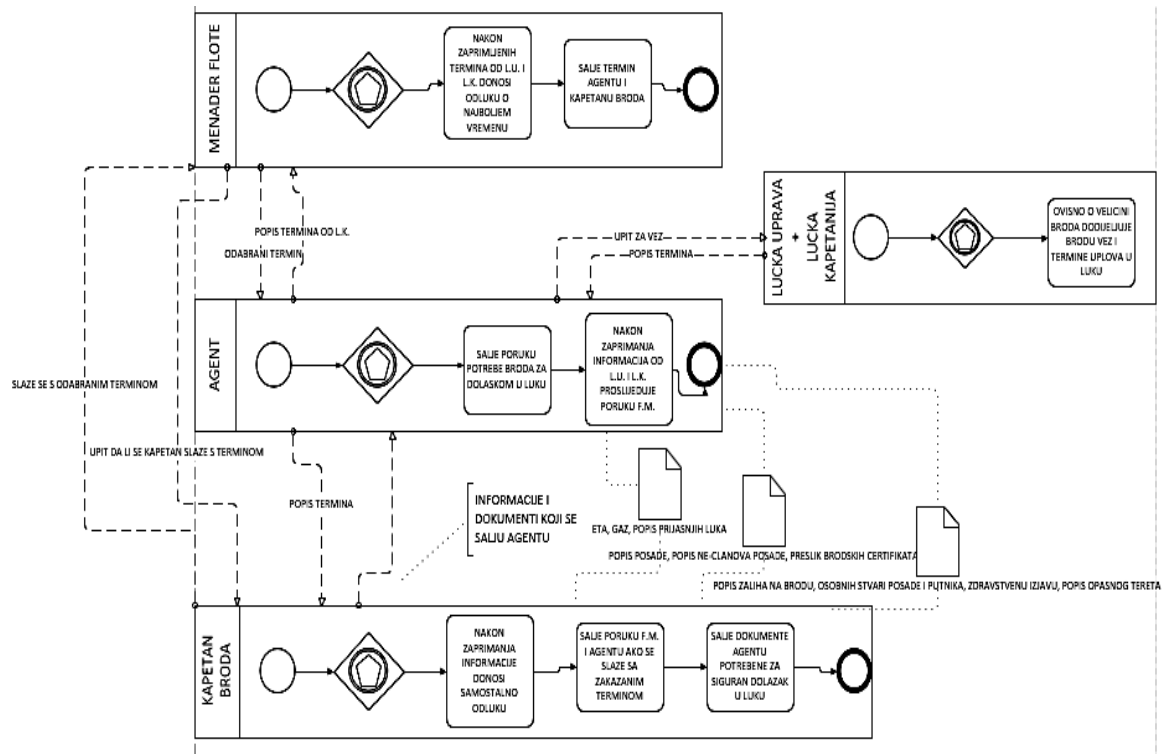 MENADER FLOTE
NAKON
ZAPRIMLJENIH
TERMINA OD L.U. I
L.K. DONOSI
ODLUKU O
NAJBOLJEM
VREMENU
SALJE TERMIN
AGENTU I
KAPETANU BRODA
LUCKA UPRAVA
+
LUCKA
KAPETANIJA
OVISNO O VELICINI
BRODA DODIJELJUJE
BRODU VEZ I
TERMINE UPLOVA U
LUKU
POPIS TERMINA OD L.K.
ODABRANI TERMIN
UPIT ZA VEZ
POPIS TERMINA
AGENT
SALJE PORUKU
POTREBE BRODA ZA
DOLASKOM U LUKU
NAKON
ZAPRIMANJA
INFORMACIJA OD
L.U. I L.K.
PROSLIJEDUJE
PORUKU F.M.
SLAZE SE S ODABRANIM TERMINOM
UPIT DA LI SE KAPETAN SLAZE S TERMINOM
POPIS TERMINA
INFORMACIJE I
DOKUMENTI KOJI SE
SALJU AGENTU
ETA, GAZ, POPIS PRIJASNJIH LUKA
POPIS POSADE, POPIS NE-CLANOVA POSADE, PRESLIK BRODSKIH CERTIFIKATA
POPIS ZALIHA NA BRODU, OSOBNIH STVARI POSADE I PUTNIKA, ZDRAVSTVENU IZJAVU, POPIS OPASNOG TERETA
KAPETAN
BRODA
NAKON
ZAPRIMANJA
INFORMACIJE
DONOSI
SAMOSTALNO
ODLUKU
SALJE PORUKU F.M.
I AGENTU AKO SE
SLAZE SA
ZAKAZANIM
TERMINOM
SALJE DOKUMENTE
AGENTU
POTREBENE ZA
SIGURAN DOLAZAK
U LUKU